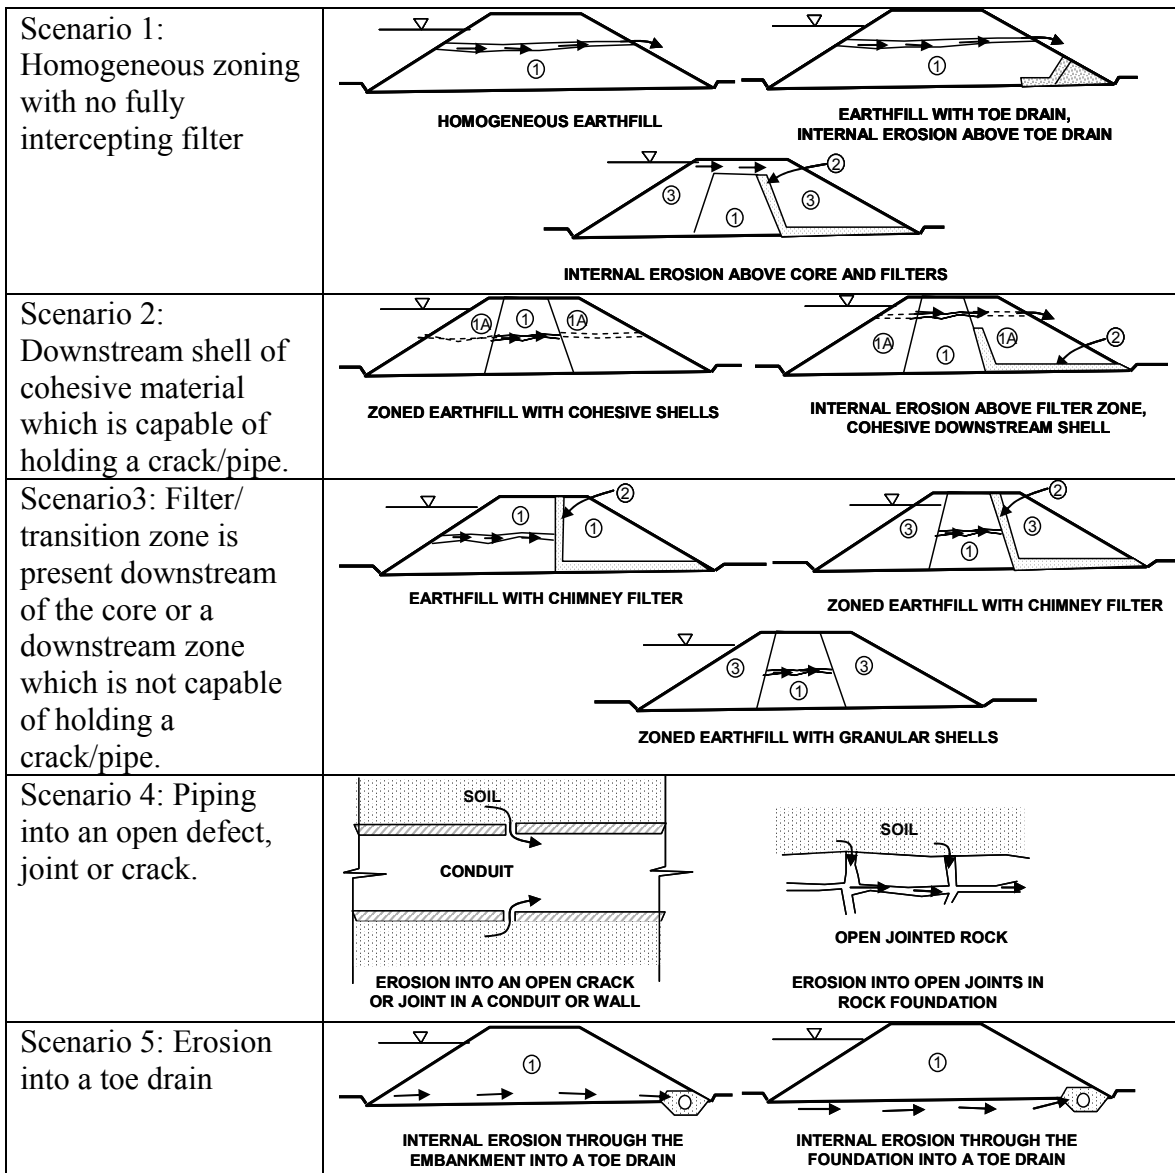 Scenario 1:
Homogeneous zoning
with no fully
intercepting filter
1
HOMOGENEOUS EARTHFILL
1
EARTHFILL WITH TOE DRAIN,
INTERNAL EROSION ABOVE TOE DRAIN
2
3
1
3
INTERNAL EROSION ABOVE CORE AND FILTERS
Scenario 2:
Downstream shell of
cohesive material
which is capable of
holding a crack/pipe.
1A
1
1A
ZONED EARTHFILL WITH COHESIVE SHELLS
1A
1
1A
2
INTERNAL EROSION ABOVE FILTER ZONE,
COHESIVE DOWNSTREAM SHELL
Scenario3: Filter/
transition zone is
present downstream
of the core or a
downstream zone
which is not capable
of holding a
crack/pipe.
1
2
1
EARTHFILL WITH CHIMNEY FILTER
2
3
1
3
ZONED EARTHFILL WITH CHIMNEY FILTER
3
1
3
ZONED EARTHFILL WITH GRANULAR SHELLS
Scenario 4: Piping
into an open defect,
joint or crack.
SOIL
CONDUIT
EROSION INTO AN OPEN CRACK
OR JOINT IN A CONDUIT OR WALL
SOIL
OPEN JOINTED ROCK
EROSION INTO OPEN JOINTS IN
ROCK FOUNDATION
Scenario 5: Erosion
into a toe drain
1
INTERNAL EROSION THROUGH THE
EMBANKMENT INTO A TOE DRAIN
1
INTERNAL EROSION THROUGH THE
FOUNDATION INTO A TOE DRAIN